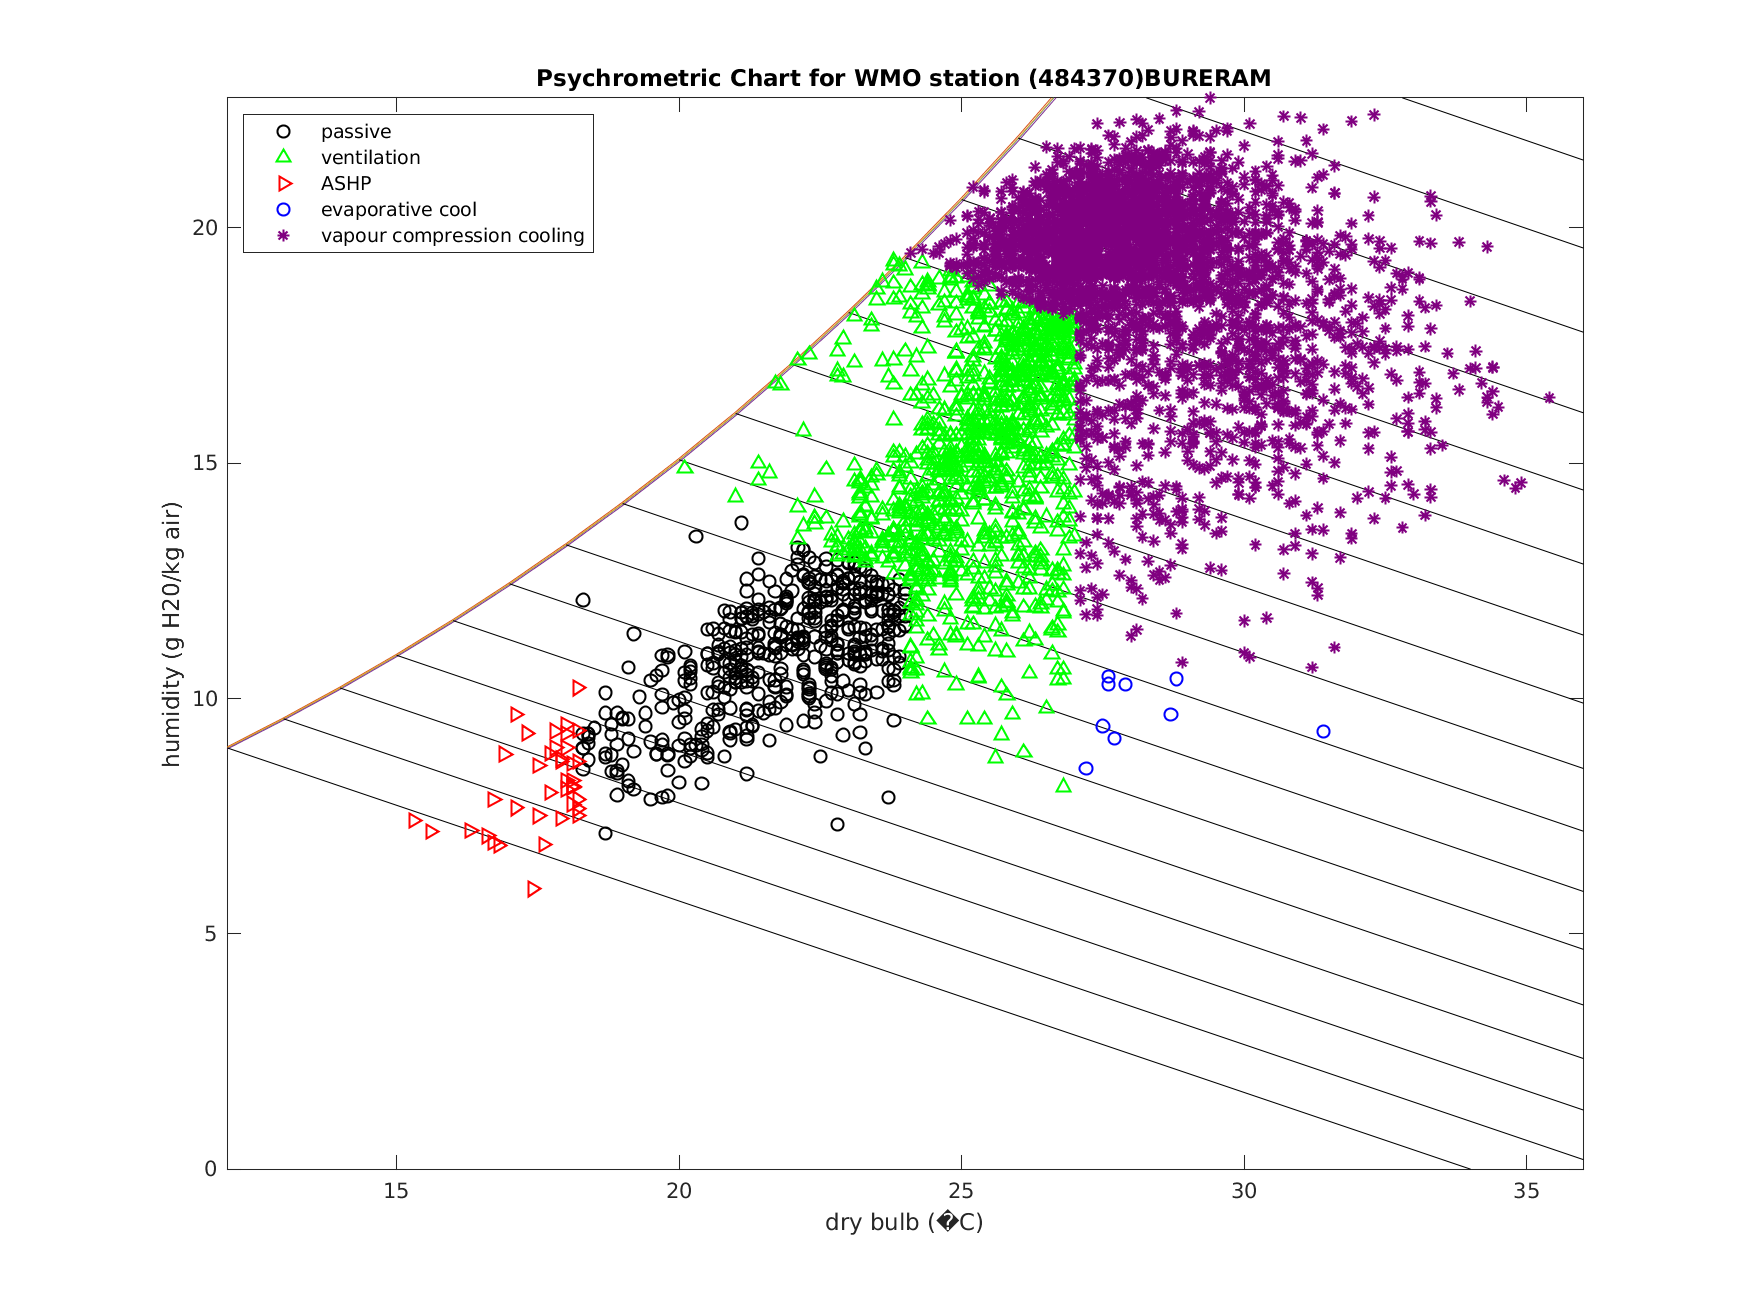 Psychrometric Chart for WMO station (484370)BURERAM
passive
ventilation
ASHP
evaporative cool
vapour compression cooling
20
15
10
5
0
humidity (g H20/kg air)
15 20 25 30 35
dry bulb (�C)